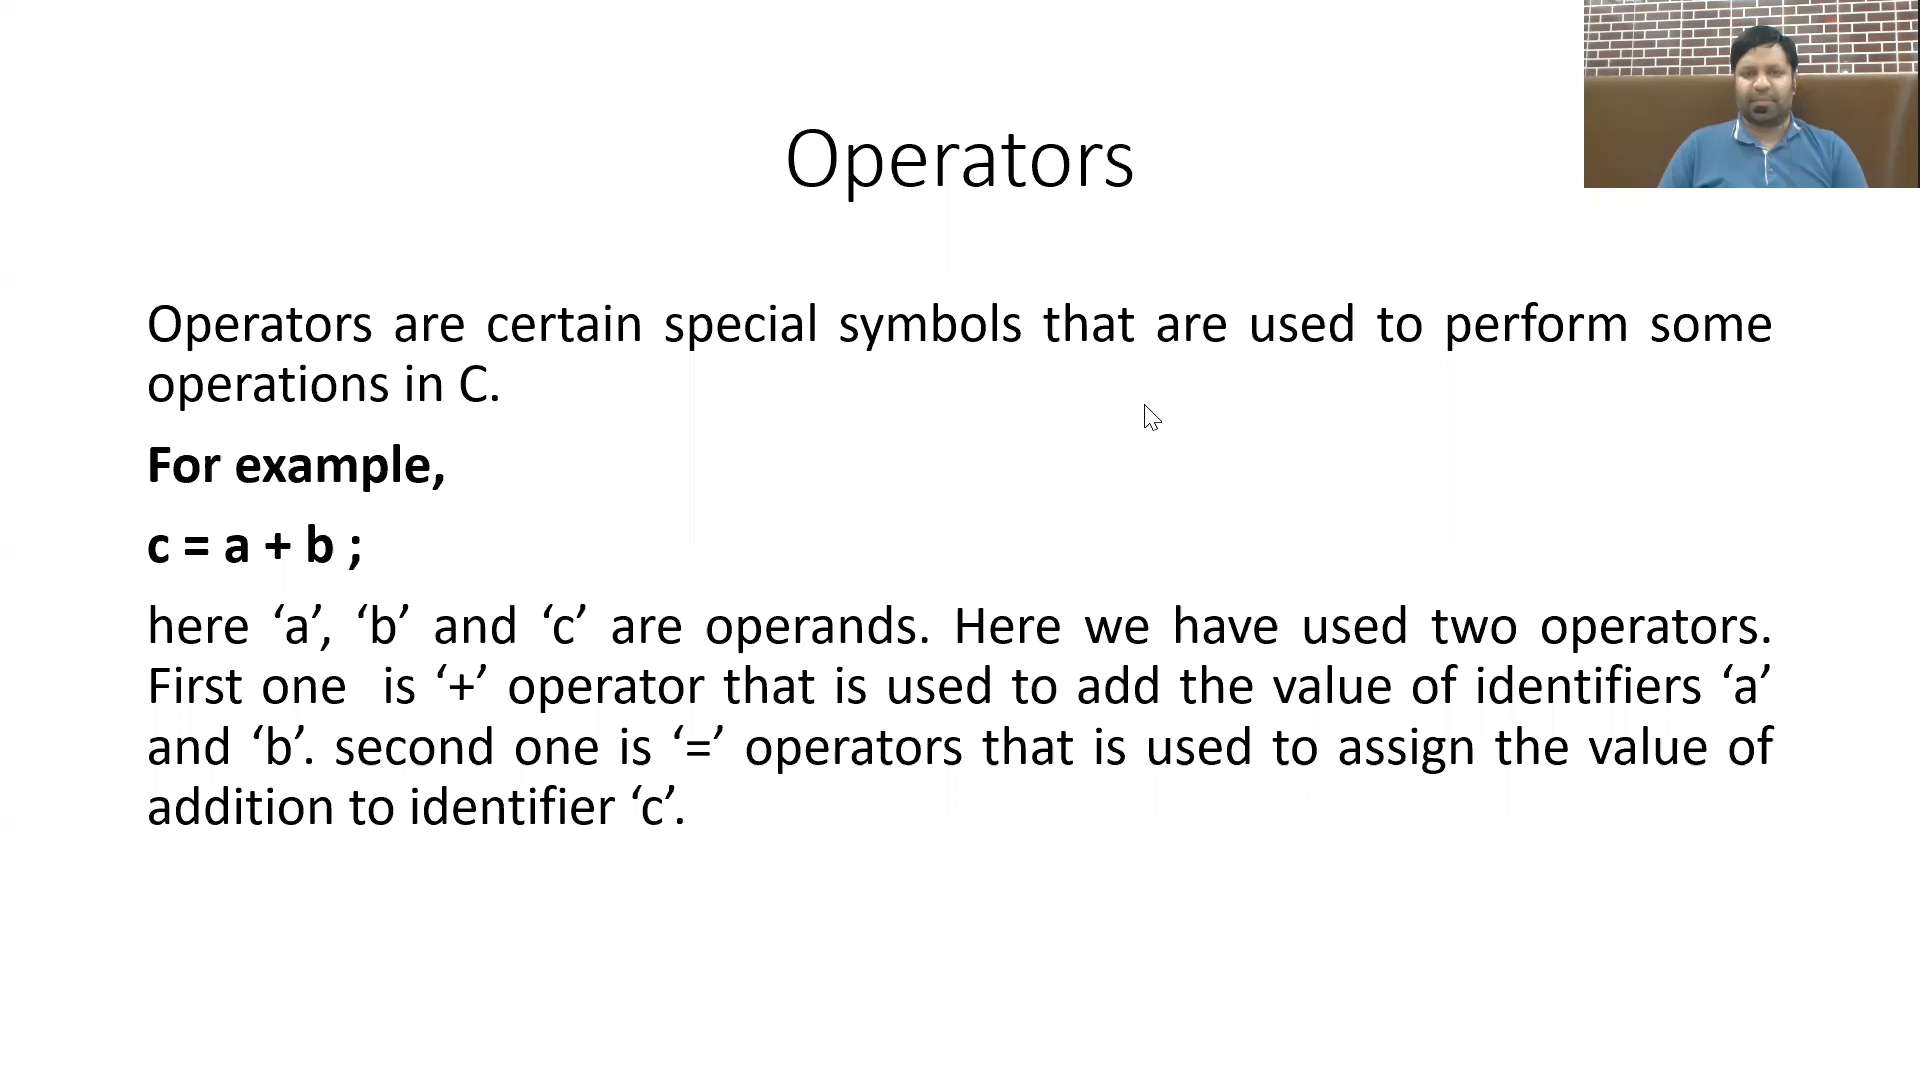 Operators
Operators are certain special symbols that are used to perform some
operations in C.
For example,
c = a + b ;
here ‘a’, ‘b’ and ‘c’ are operands. Here we have used two operators.
First one  is ‘+’ operator that is used to add the value of identifiers ‘a’
and ‘b’. second one is ‘=’ operators that is used to assign the value of
addition to identifier ‘c’.